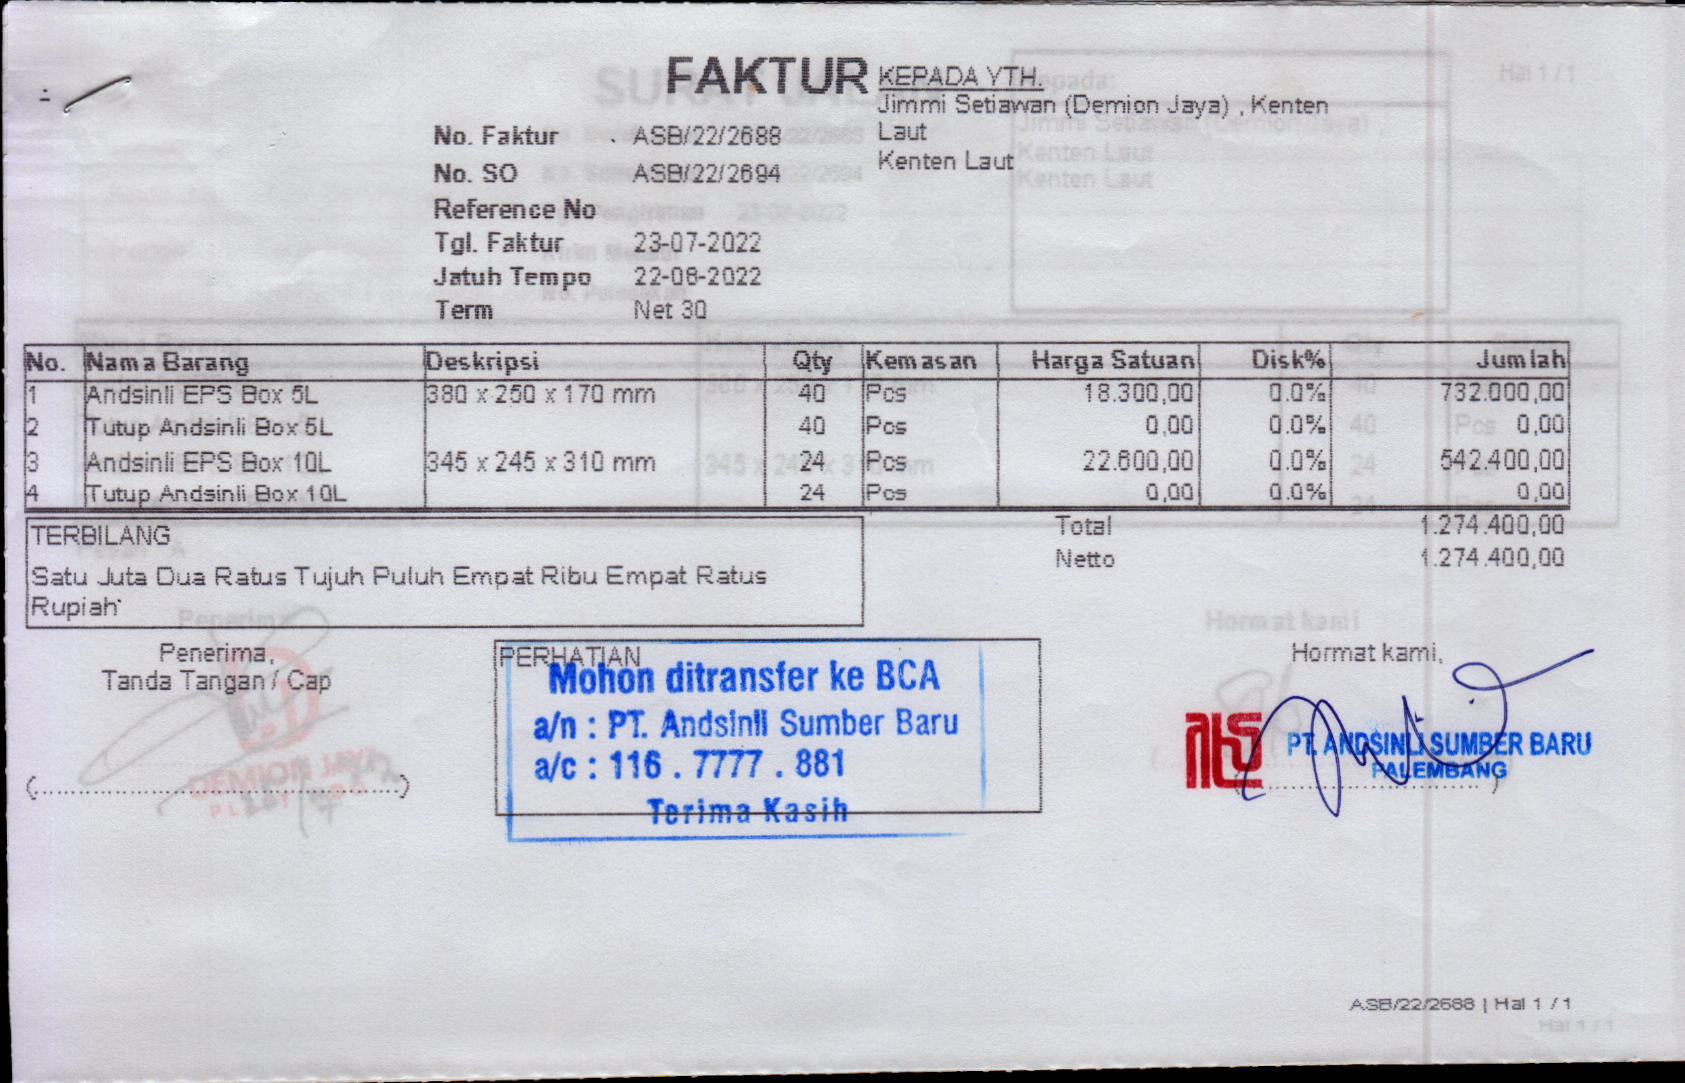 FAKTUR
KEPADA YTH.
Jimmi Setiawan (Demion Jaya) , Kenten
Laut
Kenten Laut
No. Faktur ASB/22/2688
No. SO ASB/22/2694
Reference No
Tgl. Faktur 23-07-2022
Jatuh Tempo 22-08-2022
Term Net 30
No. Nama Barang Deskripsi Qty Kemasan Harga Satuan Disk% Jumlah
1 Andsinli EPS Box 5L 380 x 250 x 170 mm 40 Pcs 18.300,00 0.0% 732.000,00
2 Tutup Andsinli Box 5L 40 Pcs 0,00 0.0% 0,00
3 Andsinli EPS Box 10L 345 x 245 x 310 mm 24 Pcs 22.600,00 0.0% 542.400,00
4 Tutup Andsinli Box 10L 24 Pcs 0,00 0.0% 0,00
Total 1.274.400,00
Netto 1.274.400,00
TERBILANG
Satu Juta Dua Ratus Tujuh Puluh Empat Ribu Empat Ratus
Rupiah
Penerima,
Tanda Tangan / Cap
DEMION JAYA
(..............................................)
PERHATIAN
Mohon ditransfer ke BCA
a/n : PT. Andsinli Sumber Baru
a/c : 116 . 7777 . 881
Terima Kasih
Hormat kami,
PT. ANDSINLI SUMBER BARU
PALEMBANG
ASB/22/2688 | Hal 1 / 1